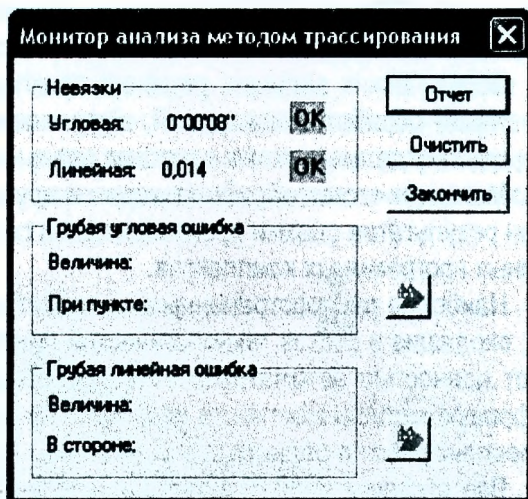 Монитор анализа методом трассирования
Невязки
Угловая: 0°00'08" OK
Линейная: 0,014 OK
Отчет
Очистить
Закончить
Грубая угловая ошибка
Величина:
При пункте:
Грубая линейная ошибка
Величина:
В стороне: